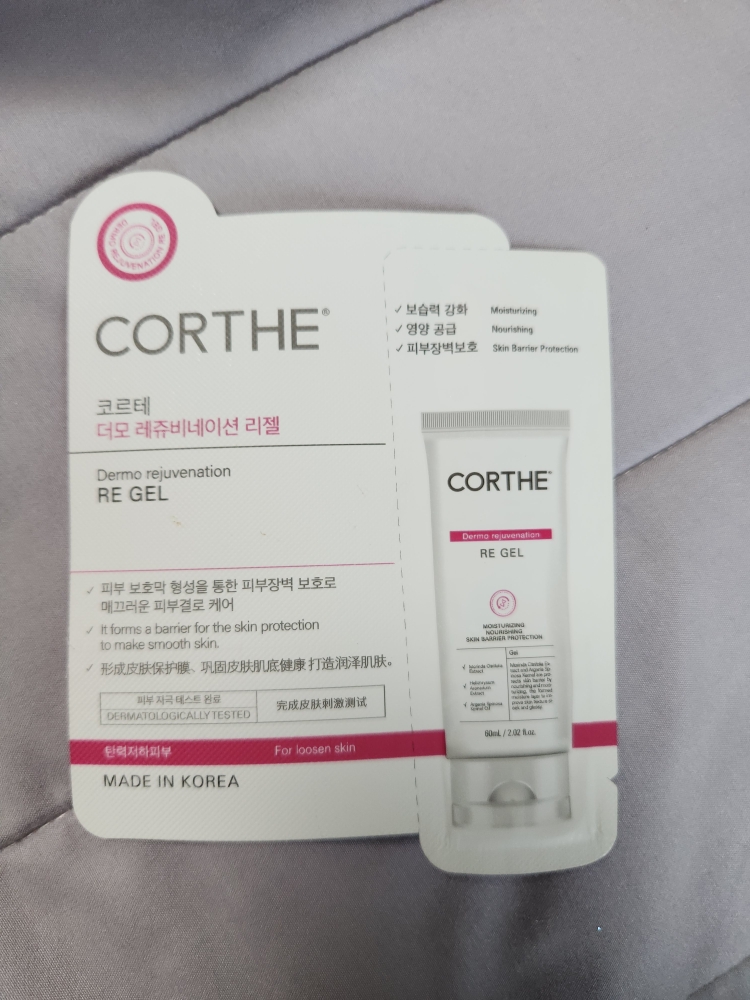 CORTHE®
코르테
더모 레쥬비네이션 리젤
Dermo rejuvenation
RE GEL
✓ 피부 보호막 형성을 통한 피부장벽 보호로
매끄러운 피부결로 케어
✓ It forms a barrier for the skin protection
to make smooth skin.
✓ 形成皮肤保护膜、巩固皮肤肌底健康 打造润泽肌肤。
피부 자극 테스트 완료
DERMATOLOGICALLY TESTED
完成皮肤刺激测试
탄력저하피부 For loosen skin
MADE IN KOREA
✓ 보습력 강화 Moisturizing
✓ 영양 공급 Nourishing
✓ 피부장벽보호 Skin Barrier Protection
CORTHE®
Dermo rejuvenation
RE GEL
MOISTURIZING
NOURISHING
SKIN BARRIER PROTECTION
Gel
60mL / 2.02 fl.oz.